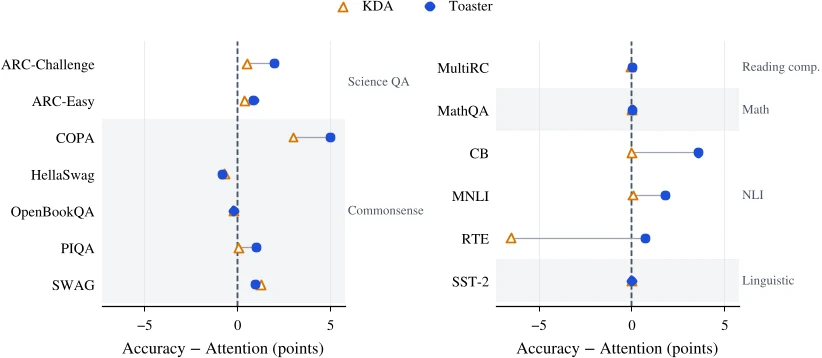 KDA Toaster
ARC-Challenge
ARC-Easy
Science QA
COPA
HellaSwag
OpenBookQA
PIQA
SWAG
Commonsense
−5 0 5
Accuracy − Attention (points)
MultiRC Reading comp.
MathQA Math
CB
MNLI NLI
RTE
SST-2 Linguistic
−5 0 5
Accuracy − Attention (points)